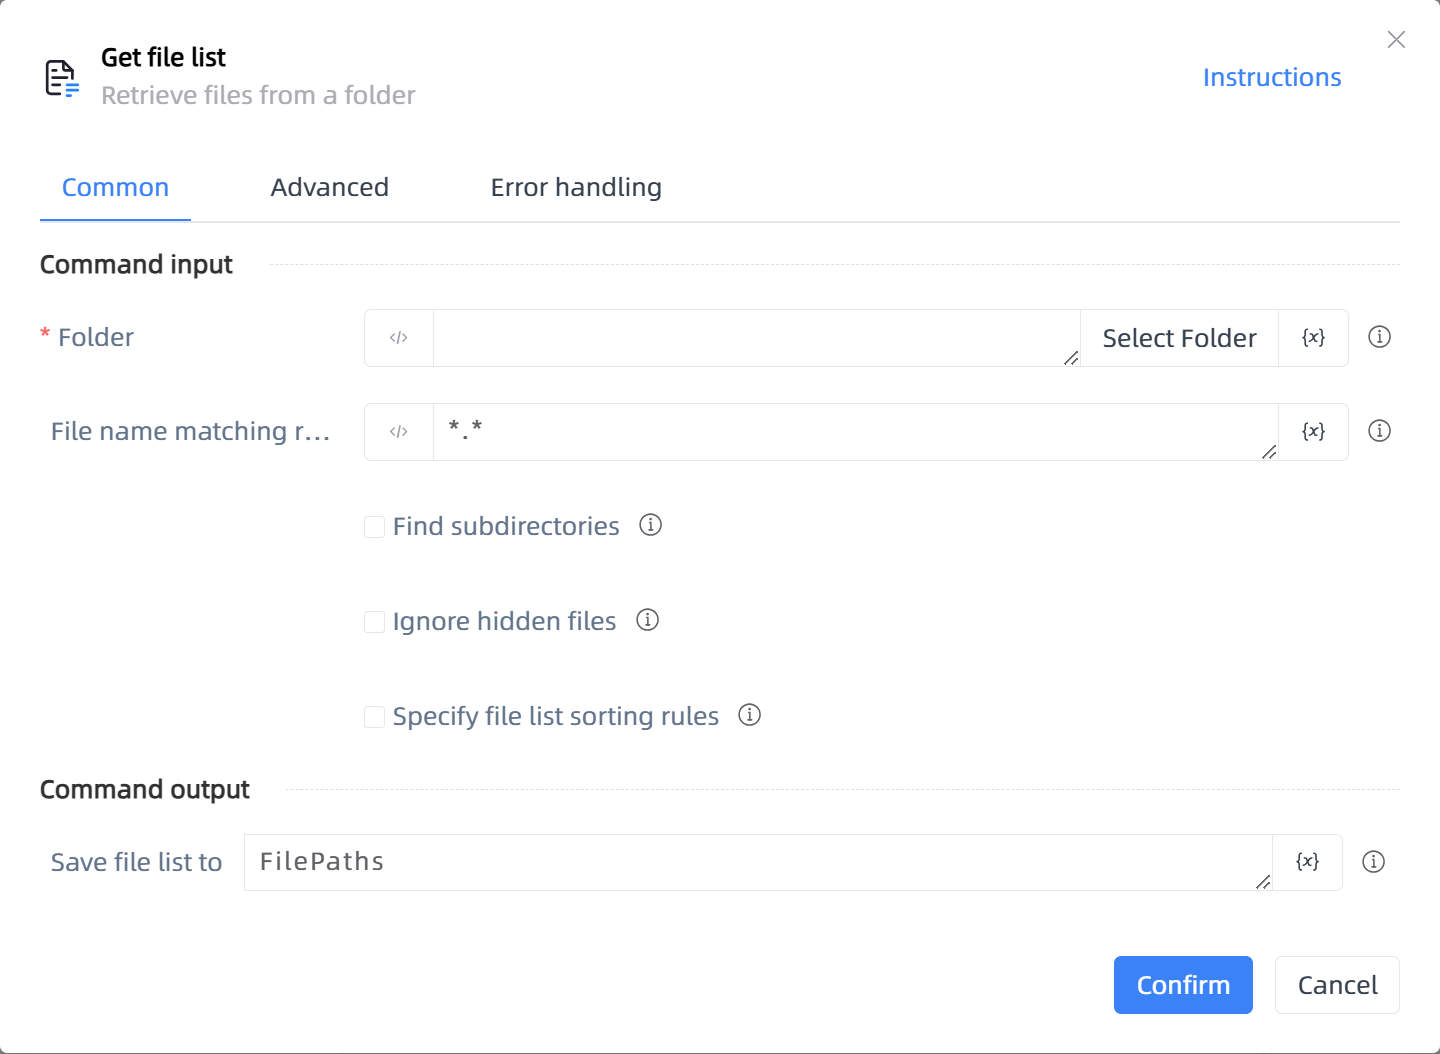 Get file list
Retrieve files from a folder
Instructions
Common Advanced Error handling
Command input
* Folder </> Select Folder {x}
File name matching r... </> *.* {x}
Find subdirectories
Ignore hidden files
Specify file list sorting rules
Command output
Save file list to FilePaths {x}
Confirm Cancel